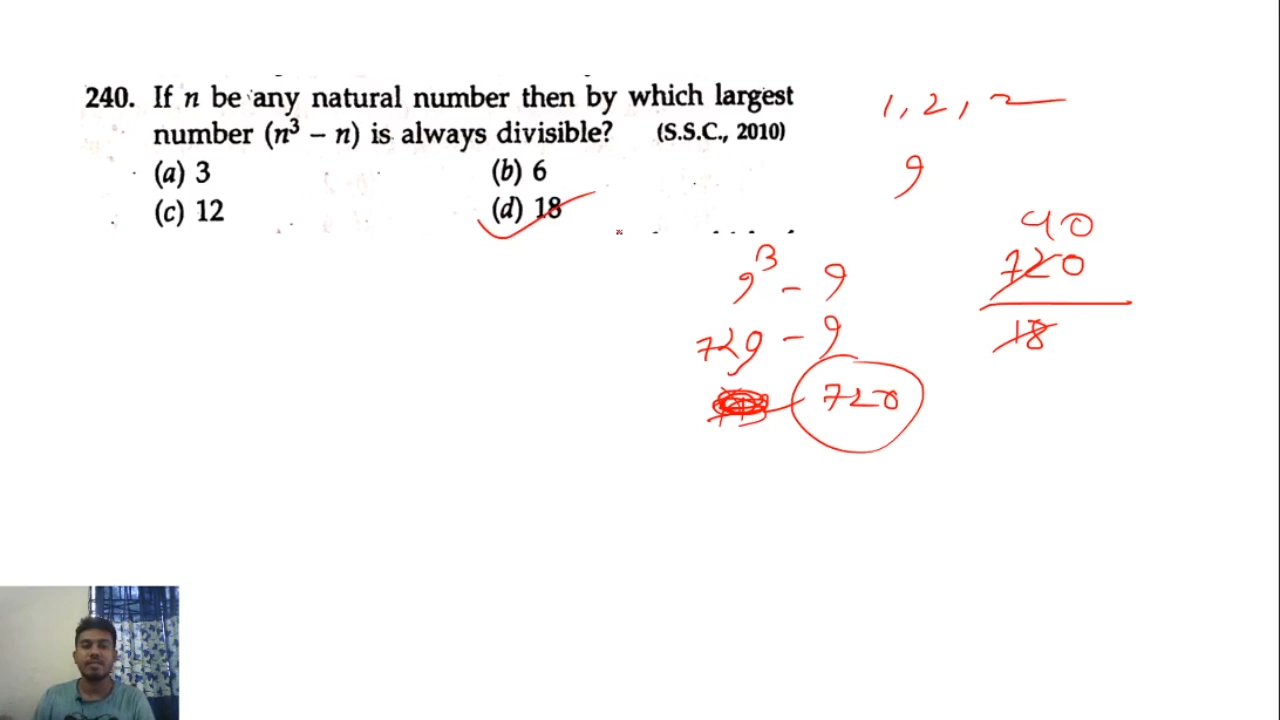 240. If n be any natural number then by which largest
number (n³ – n) is always divisible? (S.S.C., 2010)
(a) 3 (b) 6
(c) 12 (d) 18
1, 2,
9
9³ - 9
729 - 9
720
40
720
18